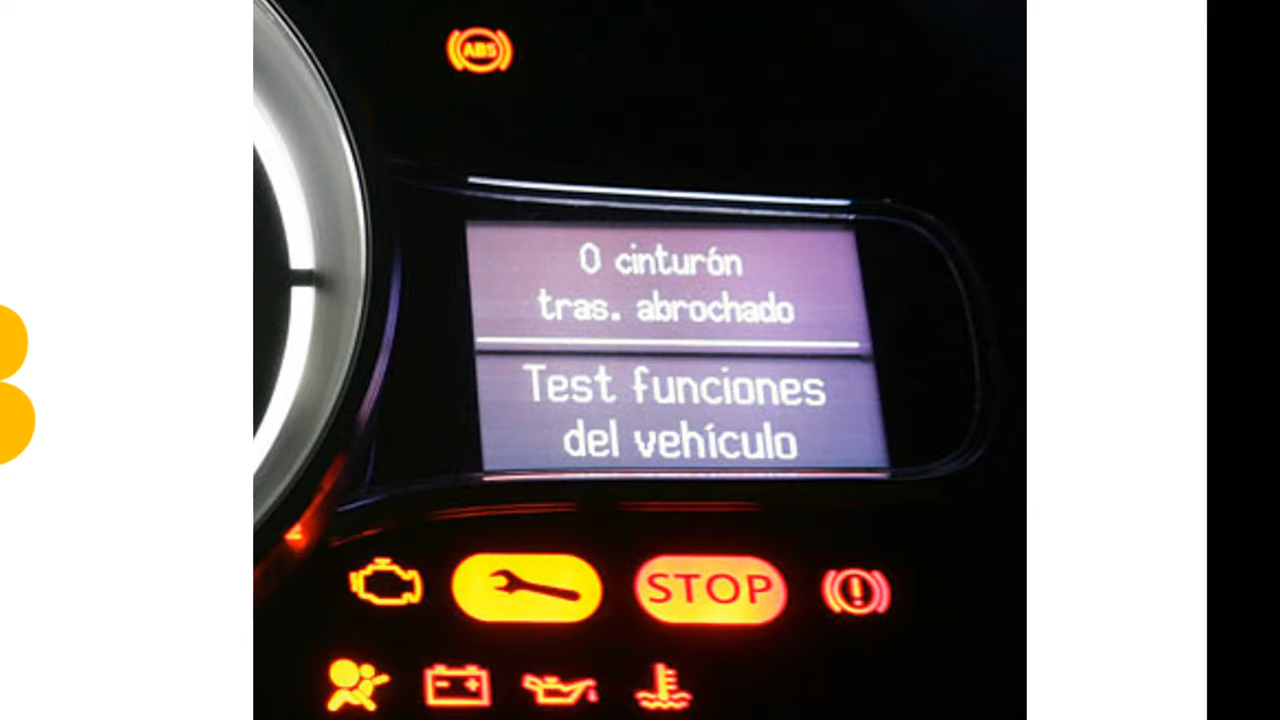 ABS
0 cinturón
tras. abrochado
Test funciones
del vehículo
STOP